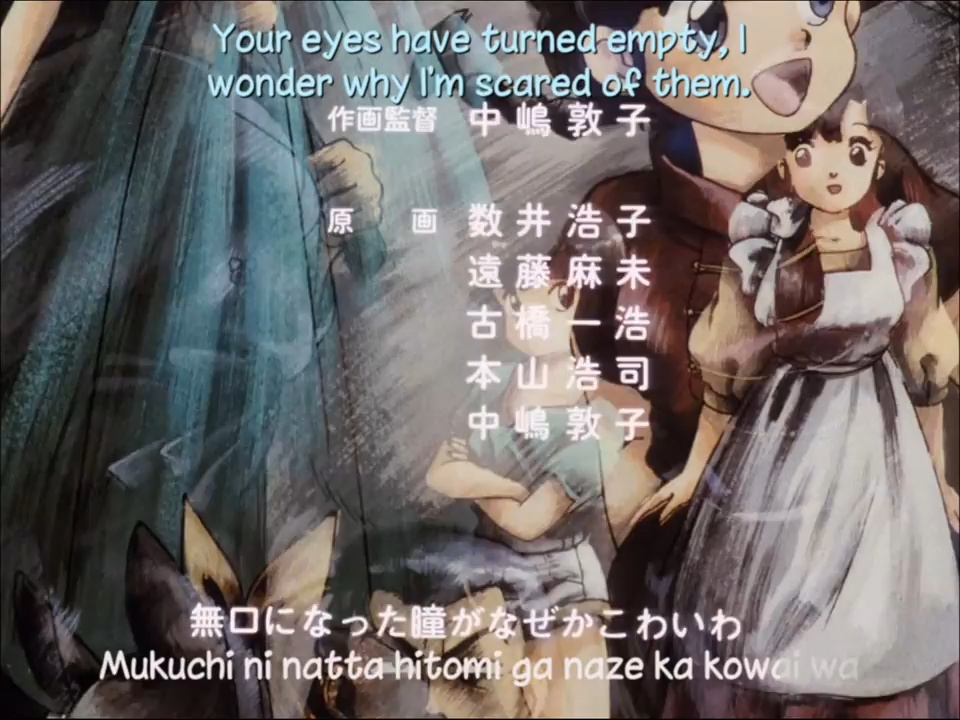 Your eyes have turned empty, I
wonder why I'm scared of them.
作画監督 中嶋敦子
原画 数井浩子
遠藤麻未
古橋一浩
本山浩司
中嶋敦子
無口になった瞳がなぜかこわいわ
Mukuchi ni natta hitomi ga naze ka kowai wa